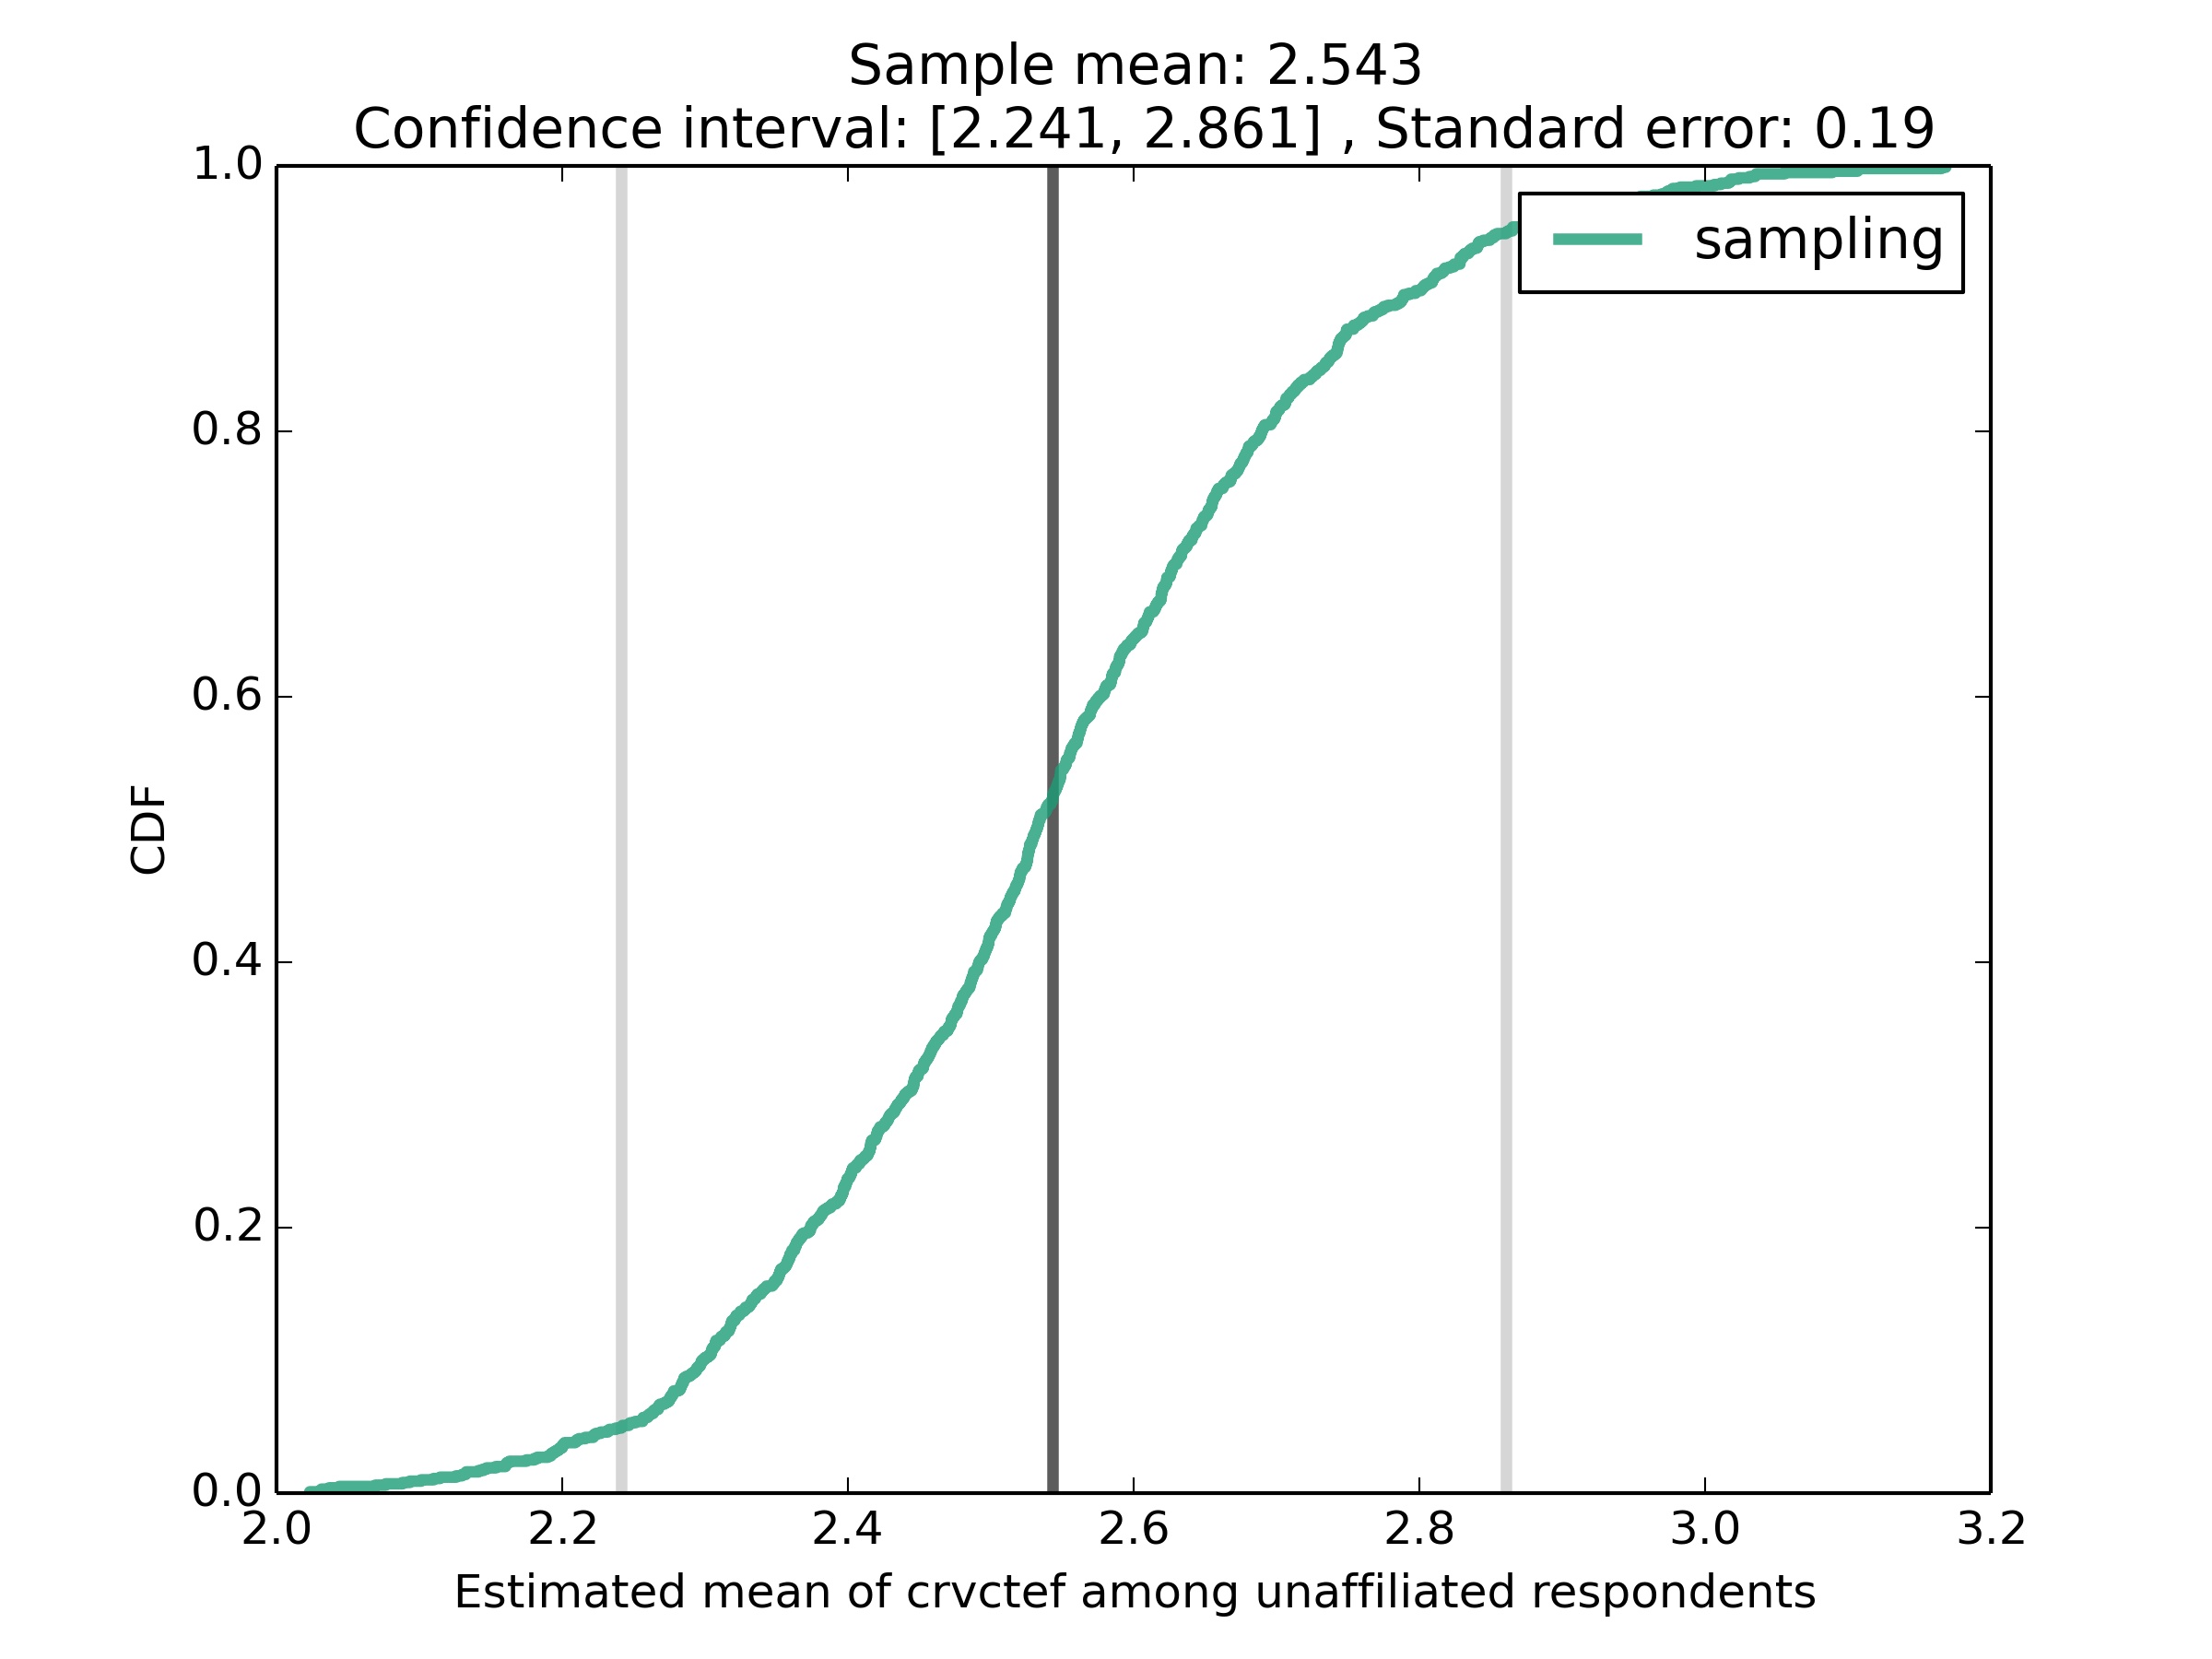 Sample mean: 2.543
Confidence interval: [2.241, 2.861] , Standard error: 0.19
1.0
sampling
0.8
0.6
CDF
0.4
0.2
0.0
2.0 2.2 2.4 2.6 2.8 3.0 3.2
Estimated mean of crvctef among unaffiliated respondents